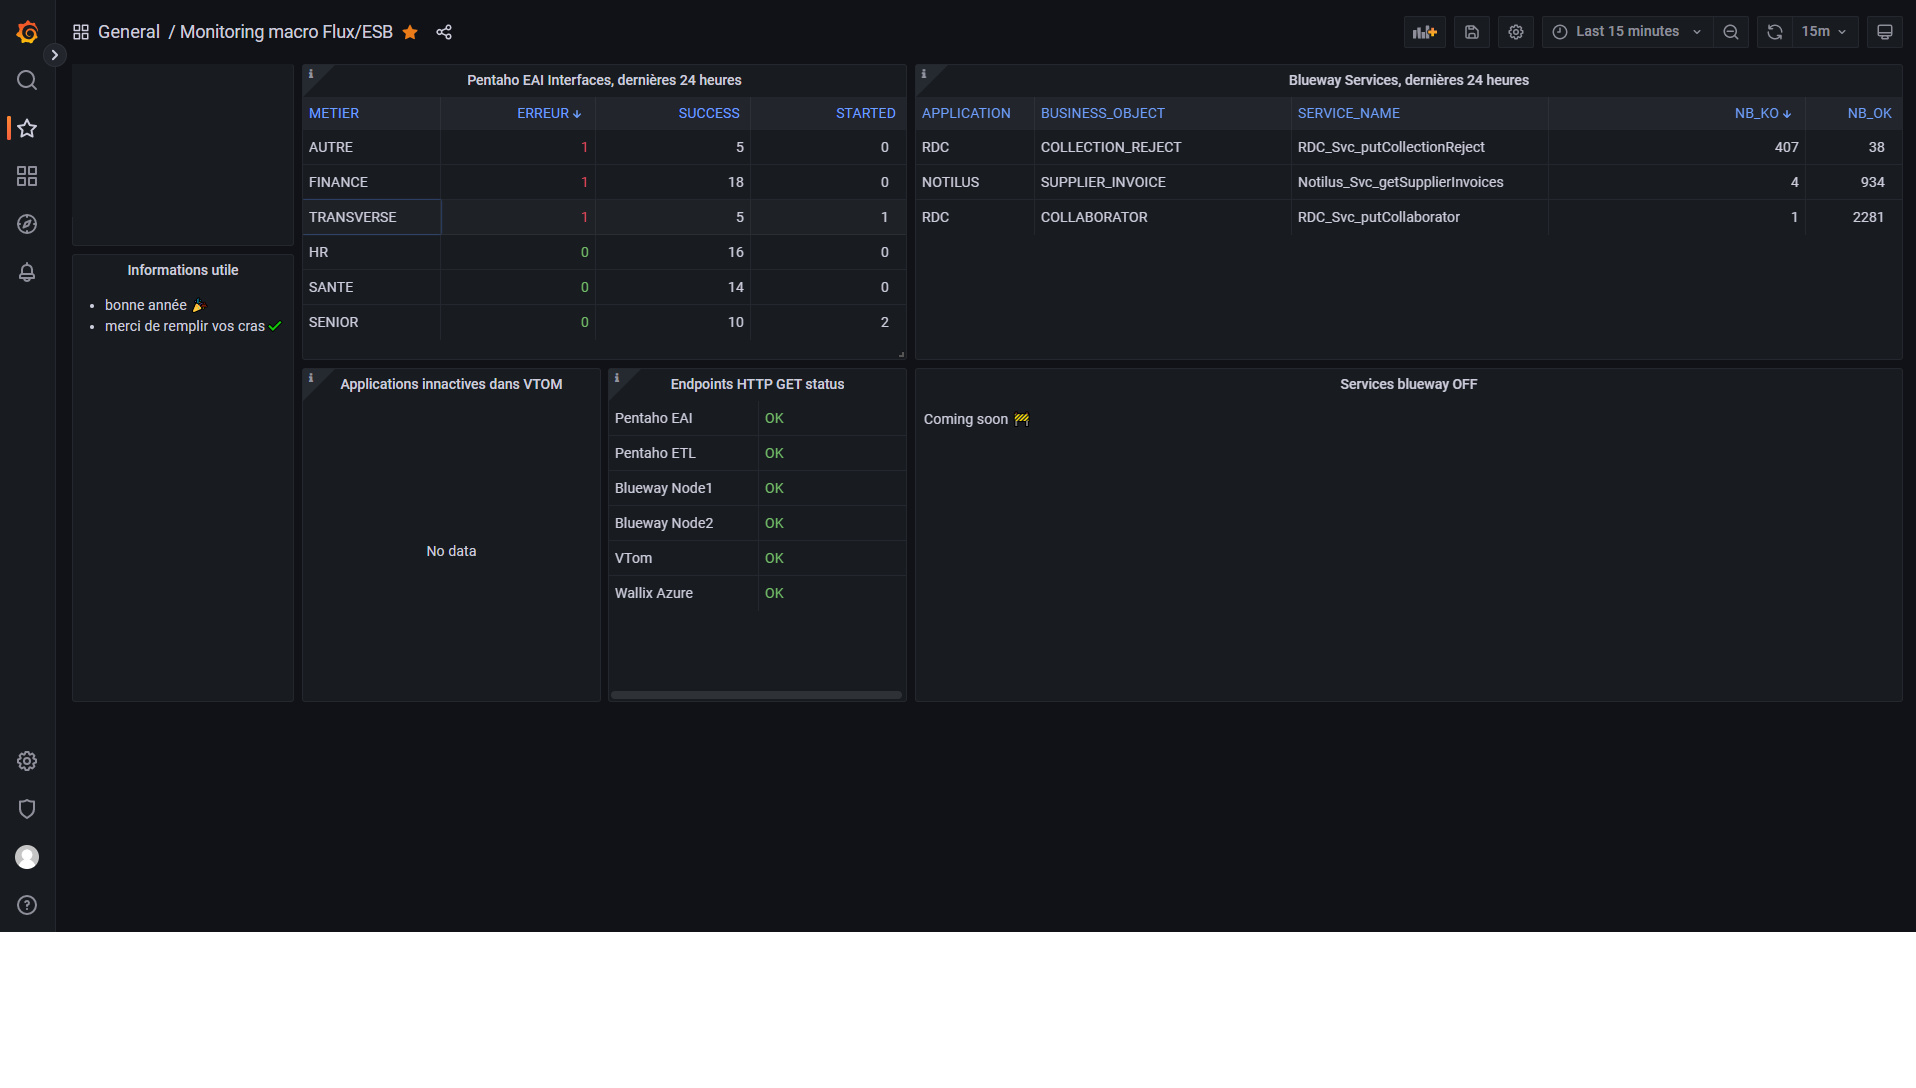 General / Monitoring macro Flux/ESB
Last 15 minutes
15m
Pentaho EAI Interfaces, dernières 24 heures
METIER ERREUR SUCCESS STARTED
AUTRE 1 5 0
FINANCE 1 18 0
TRANSVERSE 1 5 1
HR 0 16 0
SANTE 0 14 0
SENIOR 0 10 2
Blueway Services, dernières 24 heures
APPLICATION BUSINESS_OBJECT SERVICE_NAME NB_KO NB_OK
RDC COLLECTION_REJECT RDC_Svc_putCollectionReject 407 38
NOTILUS SUPPLIER_INVOICE Notilus_Svc_getSupplierInvoices 4 934
RDC COLLABORATOR RDC_Svc_putCollaborator 1 2281
Informations utile
bonne année 🎉
merci de remplir vos cras ✔
Applications innactives dans VTOM
No data
Endpoints HTTP GET status
Pentaho EAI OK
Pentaho ETL OK
Blueway Node1 OK
Blueway Node2 OK
VTom OK
Wallix Azure OK
Services blueway OFF
Coming soon 🚧